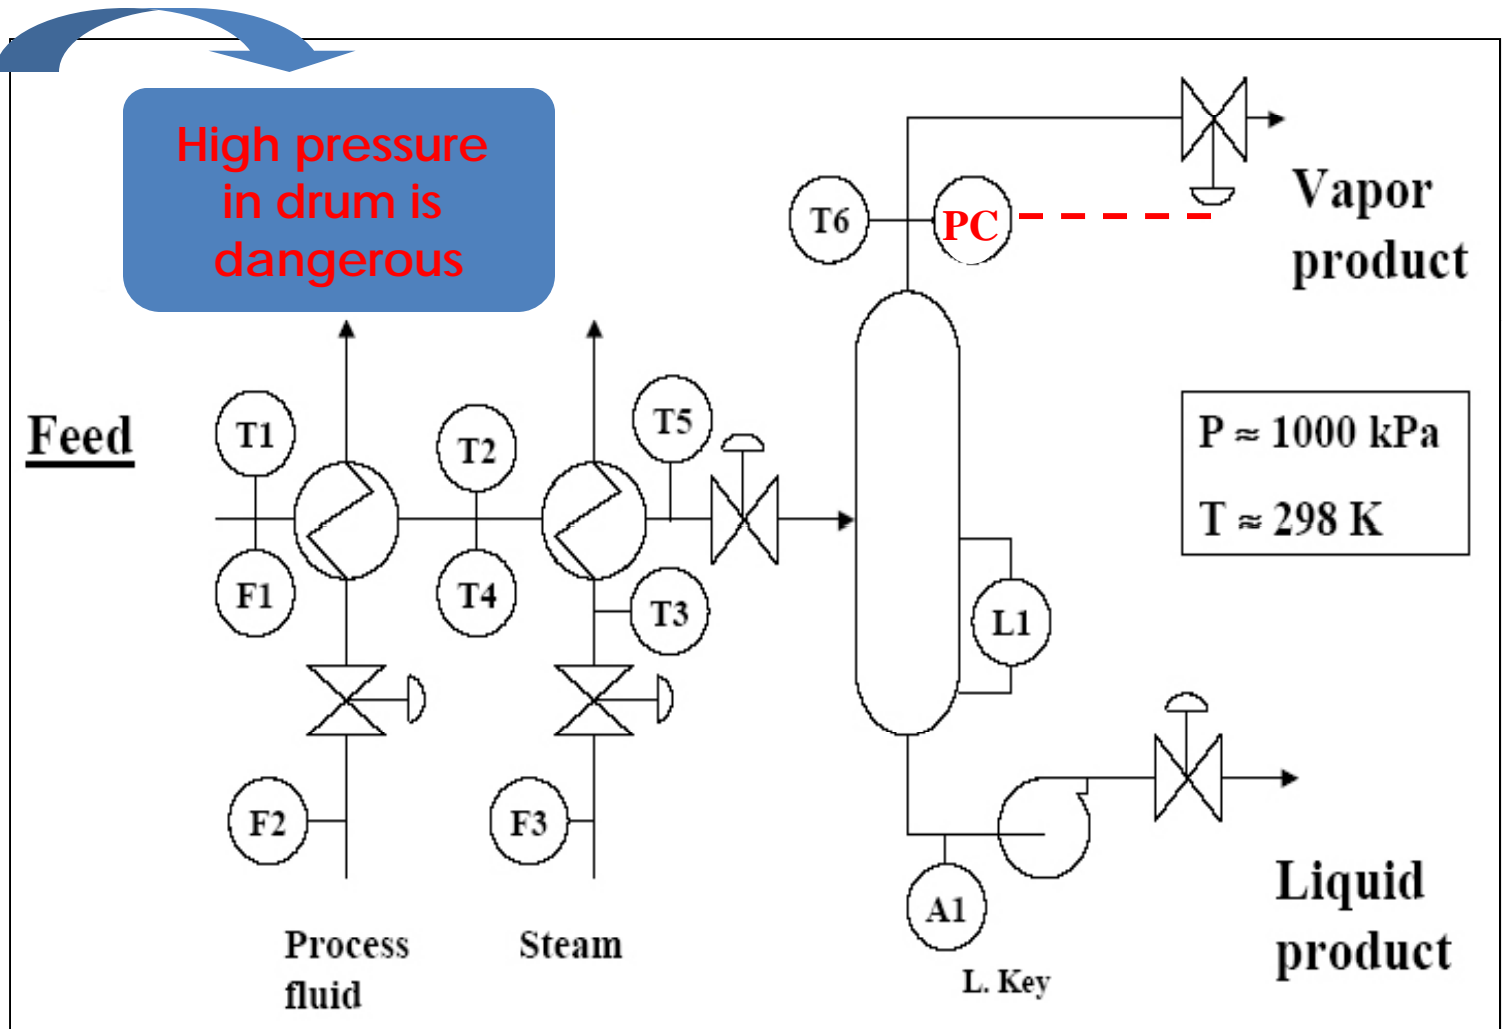 High pressure
in drum is
dangerous
T6
PC
Vapor
product
Feed
T1
T2
T5
P ≈ 1000 kPa
T ≈ 298 K
F1
T4
T3
L1
F2
F3
A1
Process
fluid
Steam
L. Key
Liquid
product